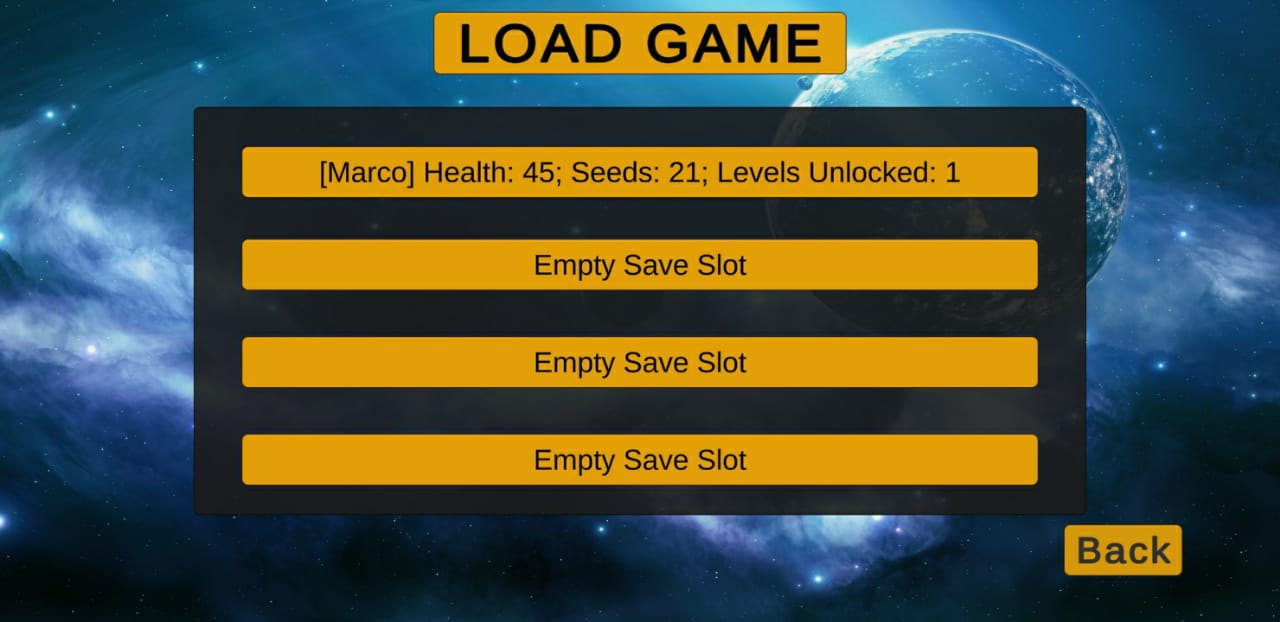 LOAD GAME
[Marco] Health: 45; Seeds: 21; Levels Unlocked: 1
Empty Save Slot
Empty Save Slot
Empty Save Slot
Back